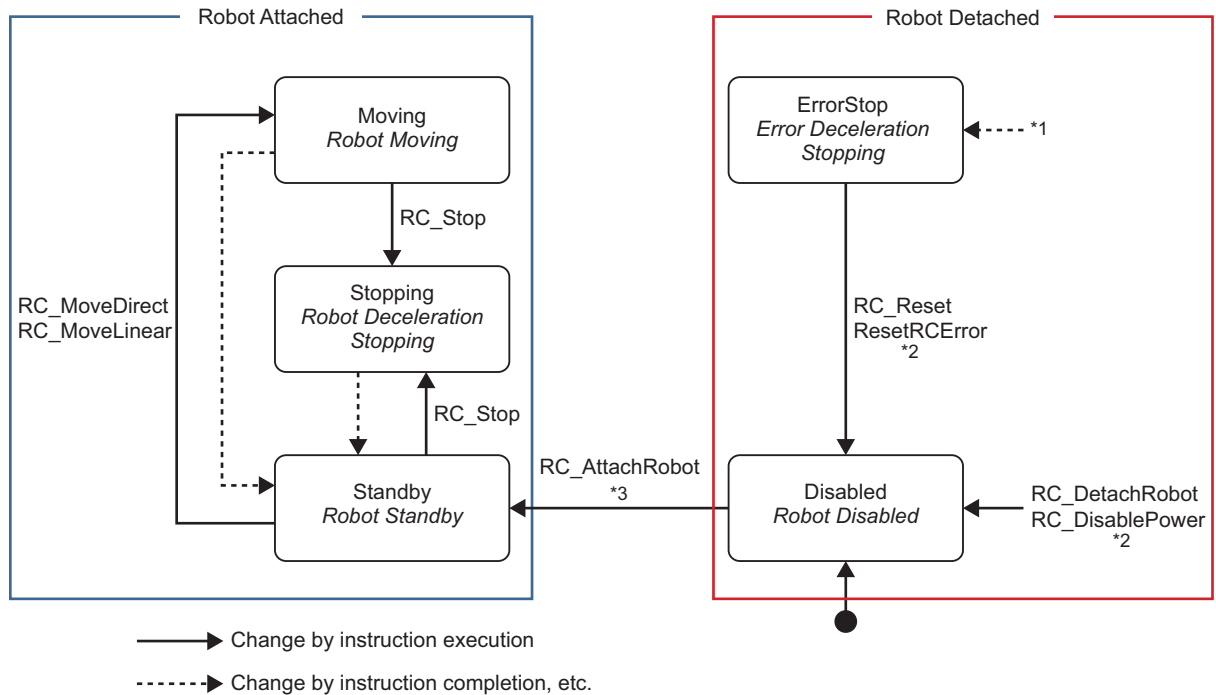 Robot Attached
Robot Detached
Moving
Robot Moving
ErrorStop
Error Deceleration
Stopping
*1
RC_Stop
RC_MoveDirect
RC_MoveLinear
Stopping
Robot Deceleration
Stopping
RC_Reset
ResetRCError
*2
RC_Stop
RC_AttachRobot
*3
Standby
Robot Standby
Disabled
Robot Disabled
RC_DetachRobot
RC_DisablePower
*2
Change by instruction execution
Change by instruction completion, etc.